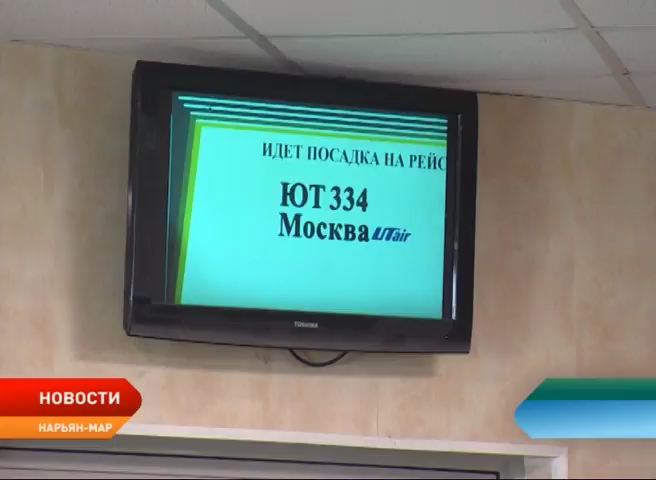 ИДЕТ ПОСАДКА НА РЕЙС
ЮТ 334
Москва UTair
TOSHIBA
НОВОСТИ
НАРЬЯН-МАР